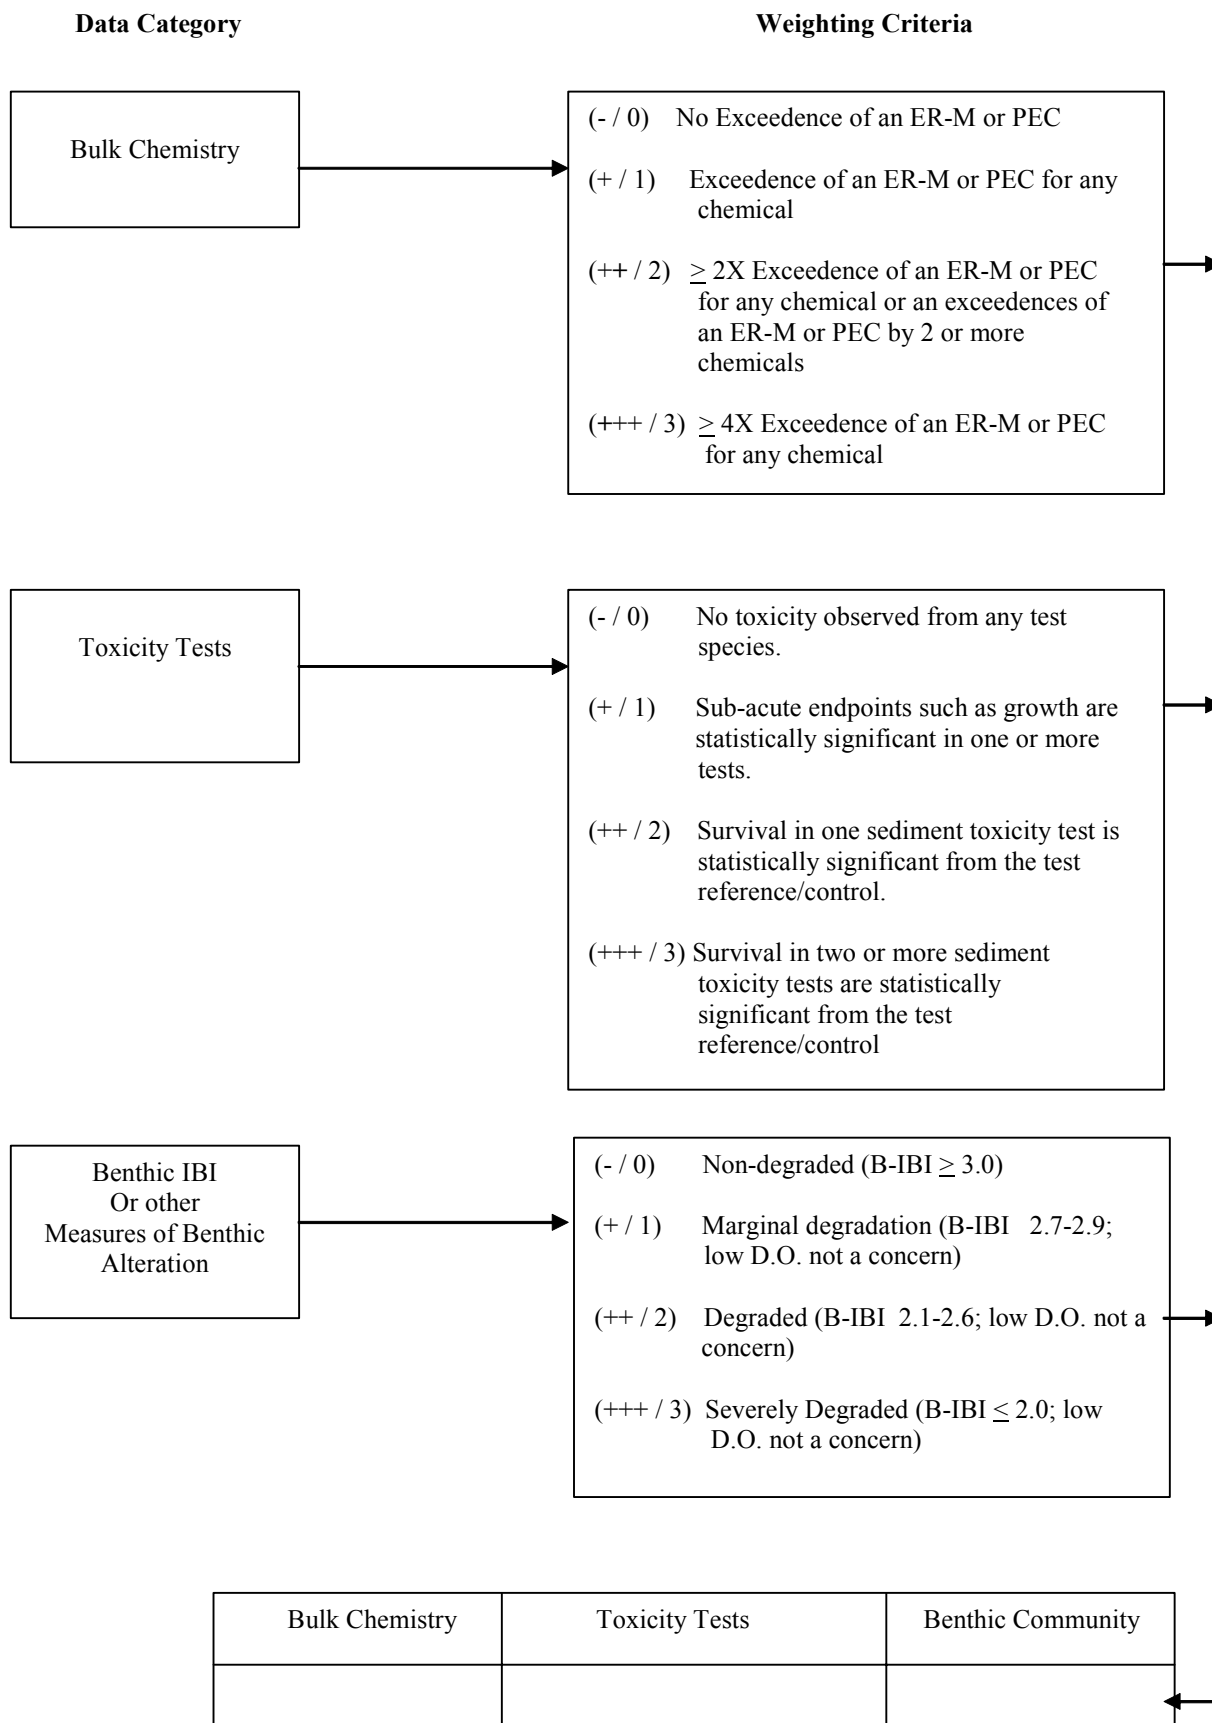 Data Category
Weighting Criteria
Bulk Chemistry
(- / 0) No Exceedence of an ER-M or PEC
(+ / 1) Exceedence of an ER-M or PEC for any
chemical
(++ / 2) ≥ 2X Exceedence of an ER-M or PEC
for any chemical or an exceedences of
an ER-M or PEC by 2 or more
chemicals
(+++ / 3) ≥ 4X Exceedence of an ER-M or PEC
for any chemical
Toxicity Tests
(- / 0) No toxicity observed from any test
species.
(+ / 1) Sub-acute endpoints such as growth are
statistically significant in one or more
tests.
(++ / 2) Survival in one sediment toxicity test is
statistically significant from the test
reference/control.
(+++ / 3) Survival in two or more sediment
toxicity tests are statistically
significant from the test
reference/control
Benthic IBI
Or other
Measures of Benthic
Alteration
(- / 0) Non-degraded (B-IBI ≥ 3.0)
(+ / 1) Marginal degradation (B-IBI 2.7-2.9;
low D.O. not a concern)
(++ / 2) Degraded (B-IBI 2.1-2.6; low D.O. not a
concern)
(+++ / 3) Severely Degraded (B-IBI ≤ 2.0; low
D.O. not a concern)
Bulk Chemistry
Toxicity Tests
Benthic Community